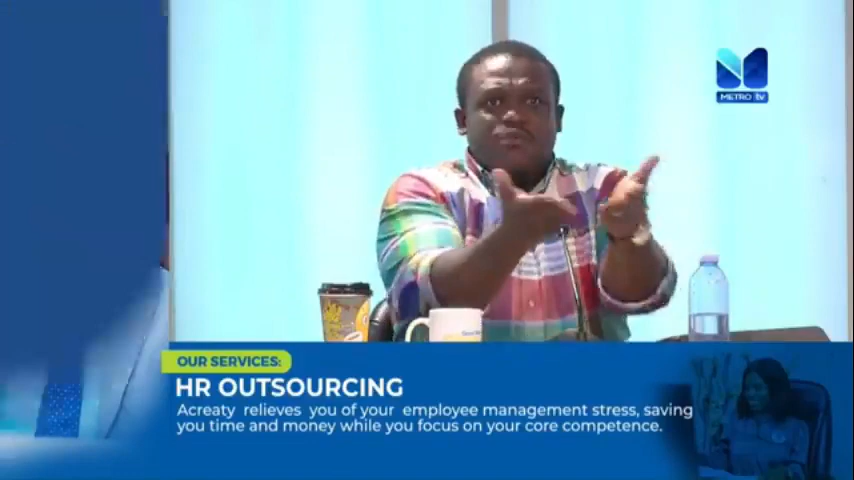 METRO tv
OUR SERVICES:
HR OUTSOURCING
Acreaty relieves you of your employee management stress, saving
you time and money while you focus on your core competence.